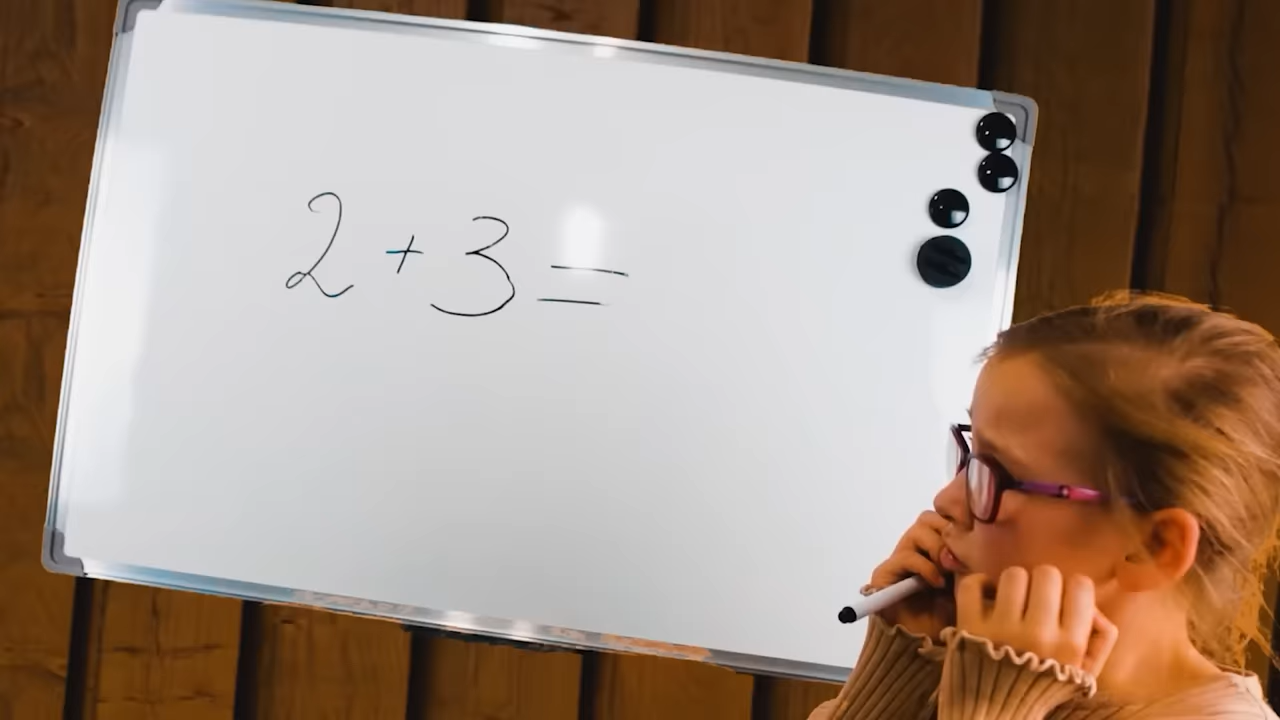 2 + 3 =